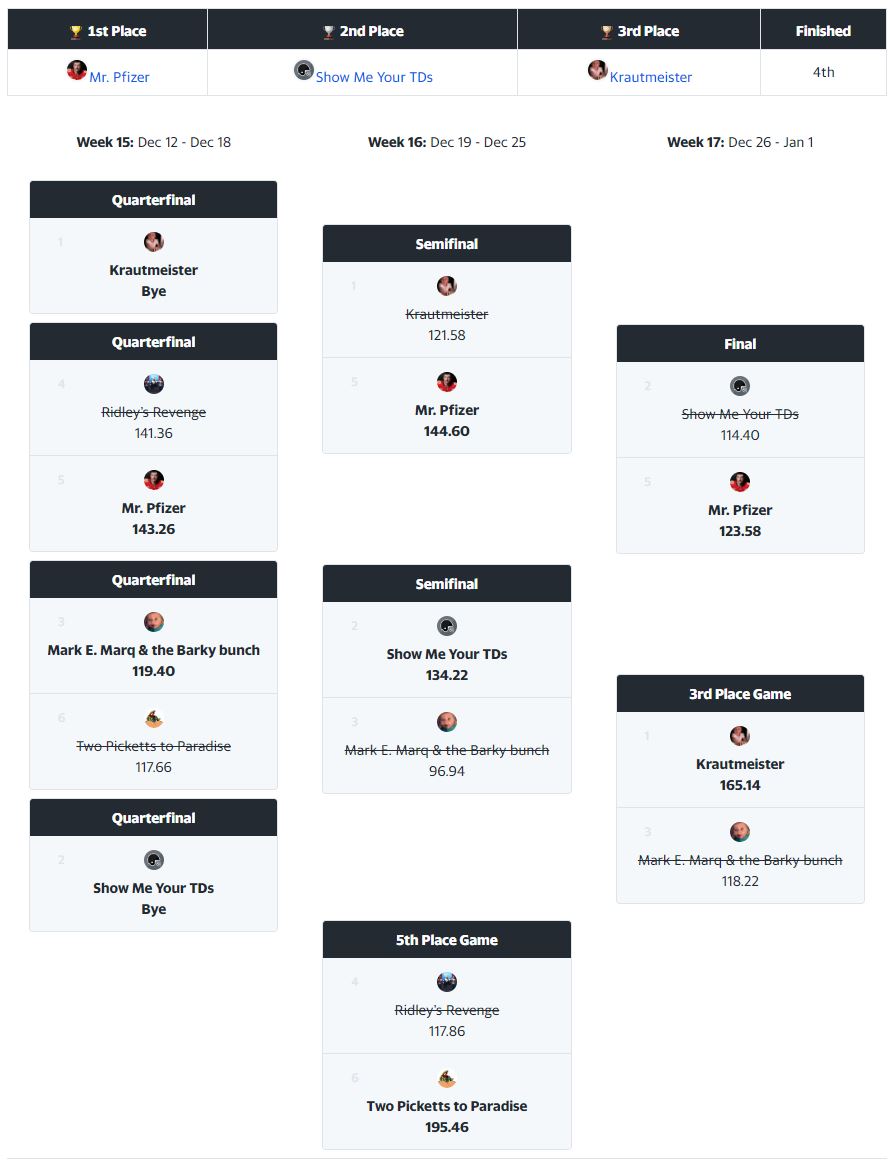 1st Place
2nd Place
3rd Place
Finished
Mr. Pfizer
Show Me Your TDs
Krautmeister
4th
Week 15: Dec 12 - Dec 18
Week 16: Dec 19 - Dec 25
Week 17: Dec 26 - Jan 1
Quarterfinal
1
Krautmeister
Bye
Quarterfinal
4
Ridley's Revenge
141.36
5
Mr. Pfizer
143.26
Quarterfinal
3
Mark E. Marq & the Barky bunch
119.40
6
Two Picketts to Paradise
117.66
Quarterfinal
2
Show Me Your TDs
Bye
Semifinal
1
Krautmeister
121.58
5
Mr. Pfizer
144.60
Semifinal
2
Show Me Your TDs
134.22
3
Mark E. Marq & the Barky bunch
96.94
5th Place Game
4
Ridley's Revenge
117.86
6
Two Picketts to Paradise
195.46
Final
2
Show Me Your TDs
114.40
5
Mr. Pfizer
123.58
3rd Place Game
1
Krautmeister
165.14
3
Mark E. Marq & the Barky bunch
118.22